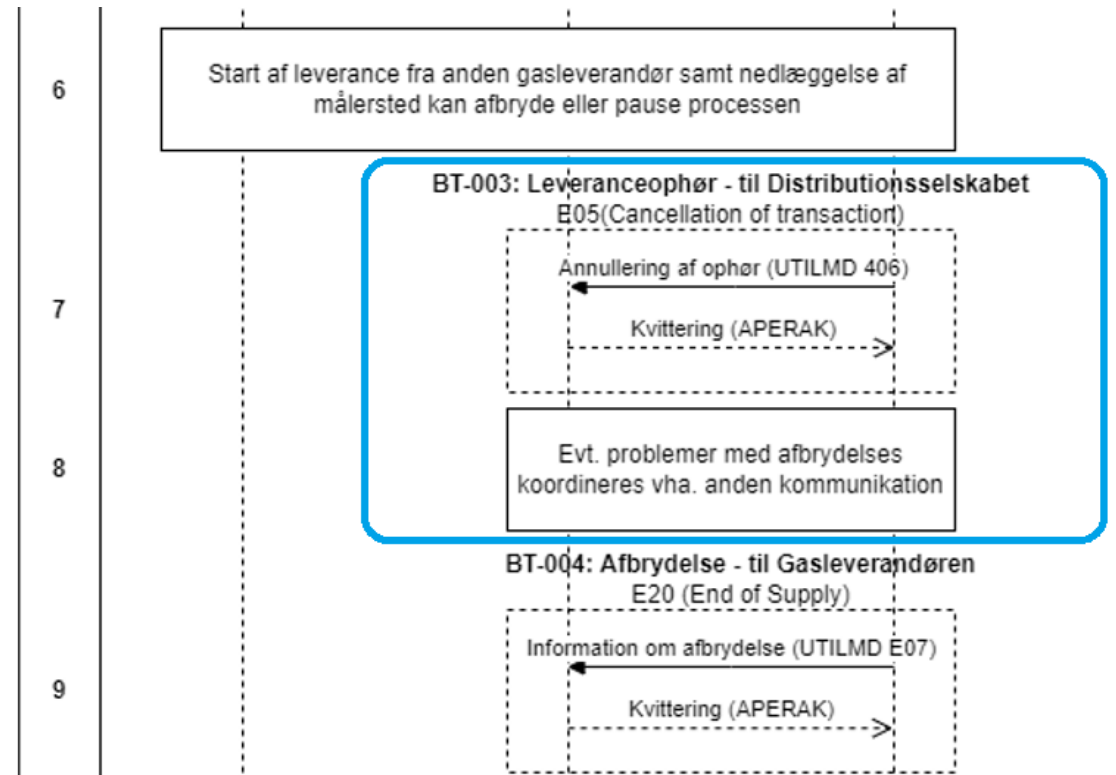 6
Start af leverance fra anden gasleverandør samt nedlæggelse af
målersted kan afbryde eller pause processen
BT-003: Leveranceophør - til Distributionsselskabet
E05(Cancellation of transaction)
Annullering af ophør (UTILMD 406)
7
Kvittering (APERAK)
8
Evt. problemer med afbrydelses
koordineres vha. anden kommunikation
BT-004: Afbrydelse - til Gasleverandøren
E20 (End of Supply)
Information om afbrydelse (UTILMD E07)
9
Kvittering (APERAK)